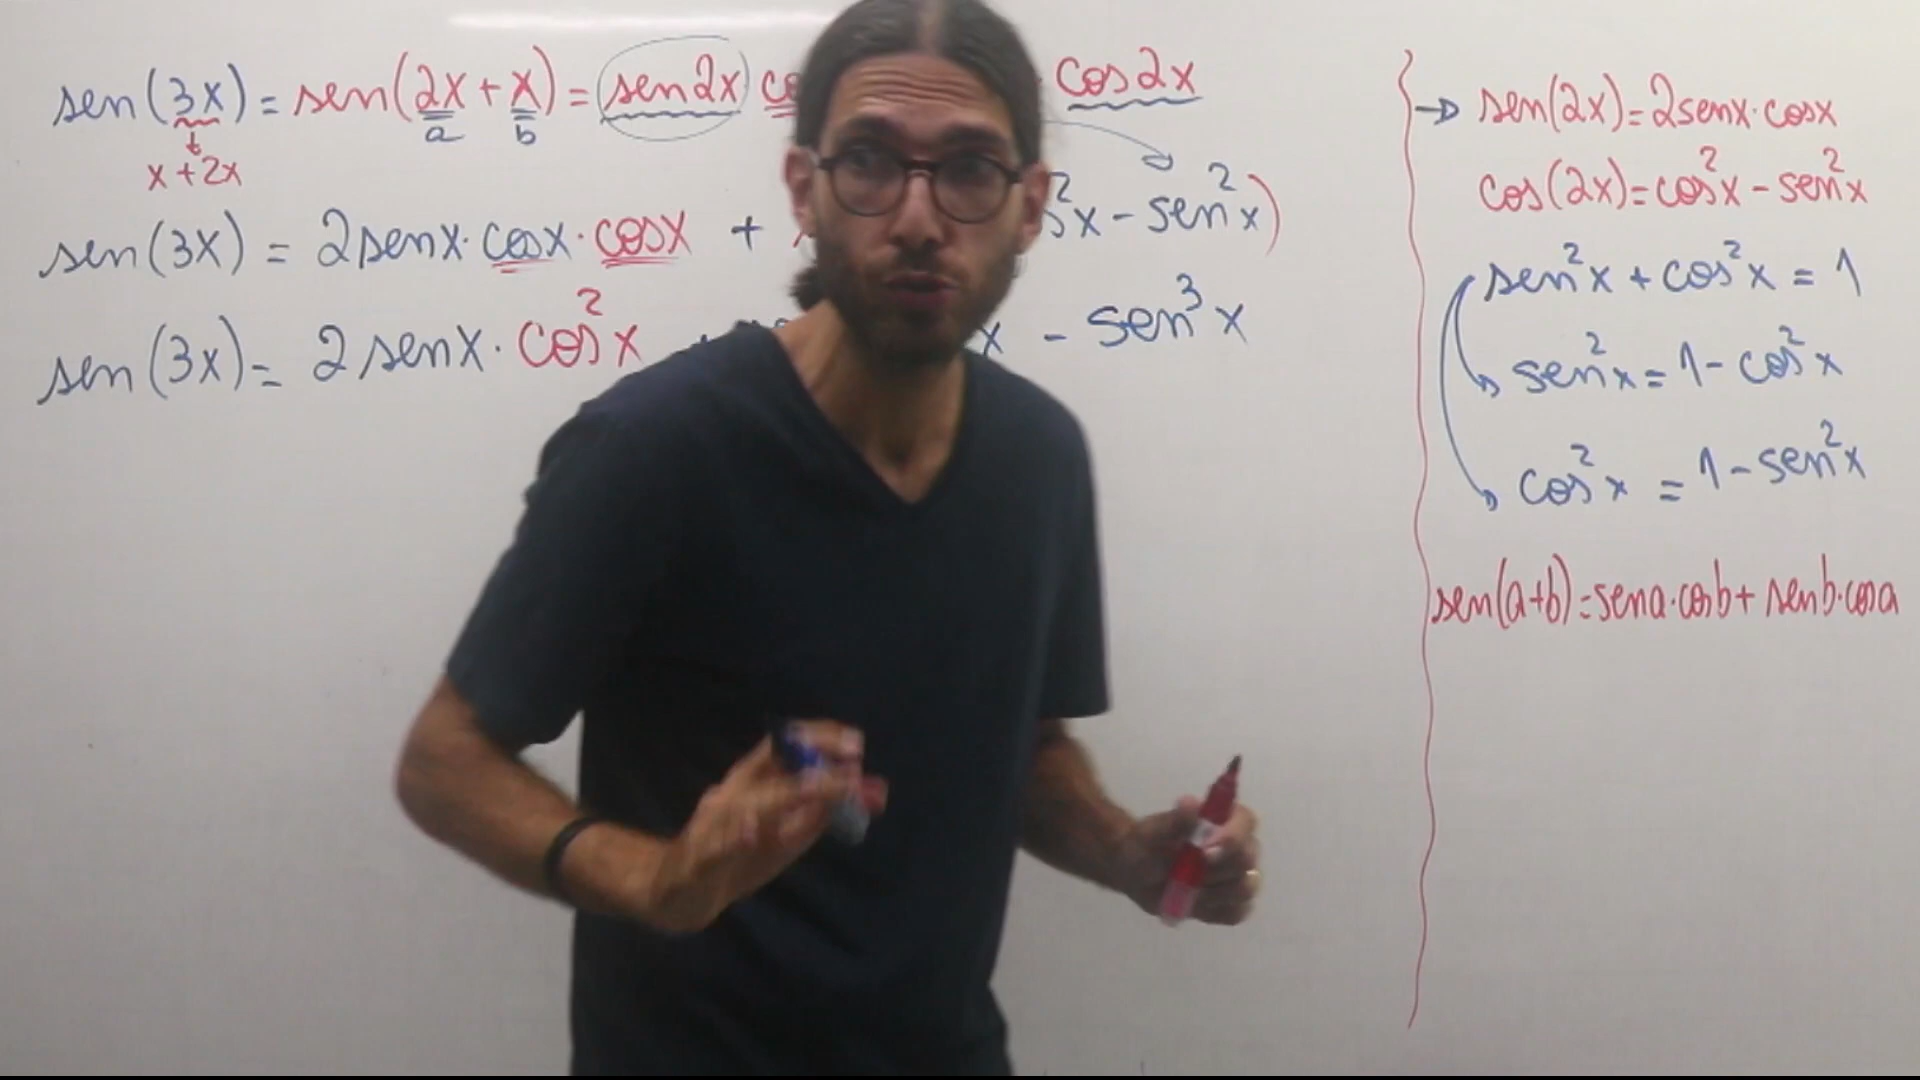 sen(3x) = sen(2x + x) = sen2x cos2x
a b
x + 2x
sen(3x) = 2senx·cosx·cosx + x - sen²x)
sen(3x) = 2senx·cos²x x - sen³x
→ sen(2x) = 2senx·cosx
cos(2x) = cos²x - sen²x
sen²x + cos²x = 1
sen²x = 1 - cos²x
cos²x = 1 - sen²x
sen(a+b) = sena·cosb + senb·cosa